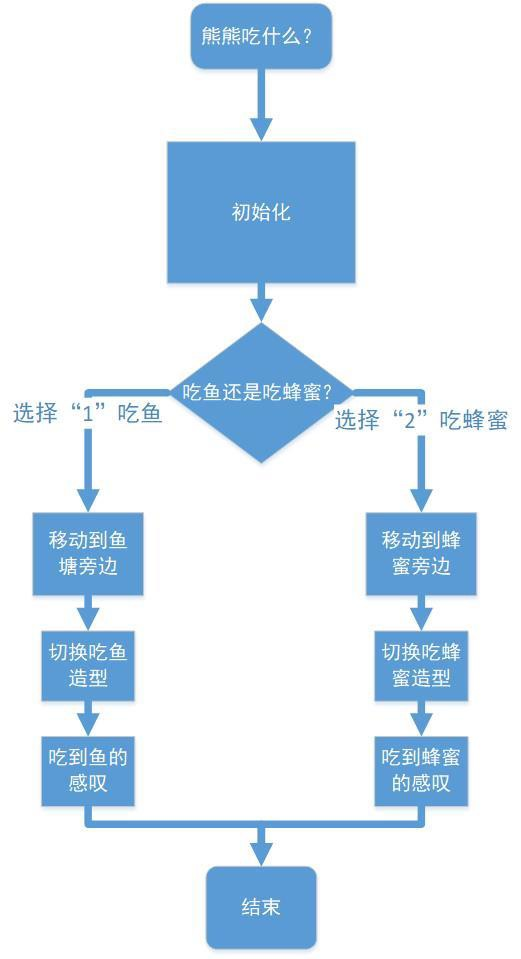 熊熊吃什么？
初始化
吃鱼还是吃蜂蜜？
选择“1”吃鱼
选择“2”吃蜂蜜
移动到鱼
塘旁边
移动到蜂
蜜旁边
切换吃鱼
造型
切换吃蜂
蜜造型
吃到鱼的
感叹
吃到蜂蜜
的感叹
结束